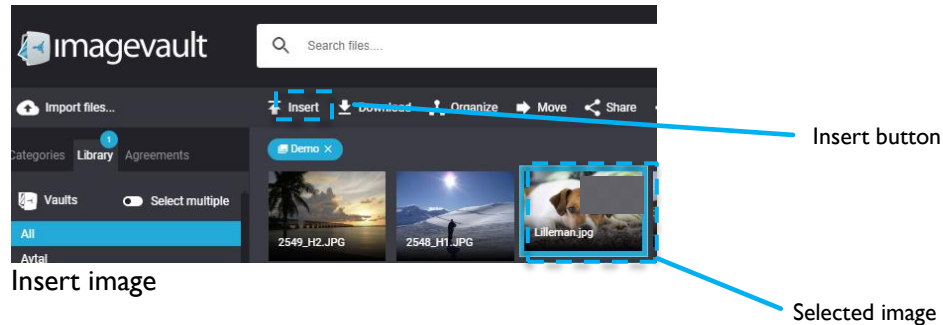 imagevault
Search files....
Import files...
Insert Download Organize Move Share
Insert button
1
Categories Library Agreements
Demo ×
Vaults Select multiple
All
Avtal
2549_H2.JPG 2548_H1.JPG Lilleman.jpg
Insert image
Selected image